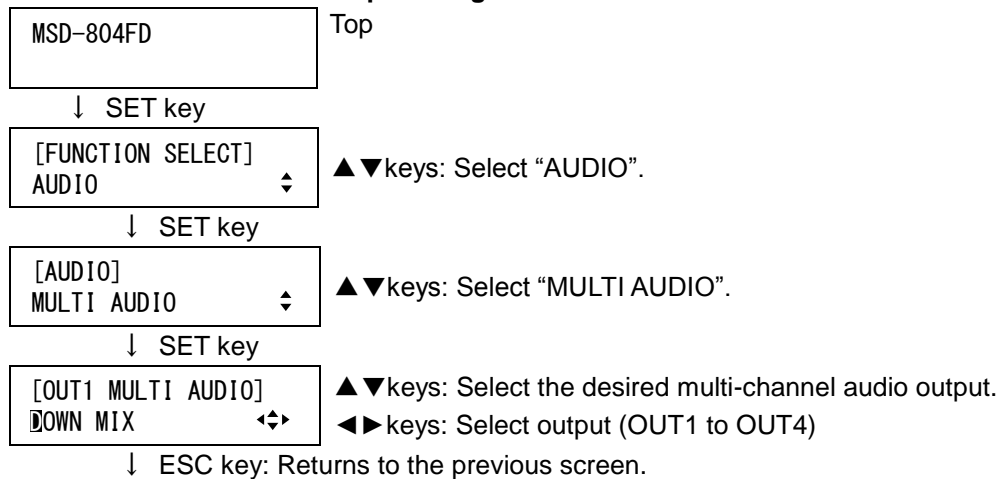 MSD-804FD
Top
↓ SET key
[FUNCTION SELECT]
AUDIO
▲▼keys: Select “AUDIO”.
↓ SET key
[AUDIO]
MULTI AUDIO
▲▼keys: Select “MULTI AUDIO”.
↓ SET key
[OUT1 MULTI AUDIO]
DOWN MIX
▲▼keys: Select the desired multi-channel audio output.
◄►keys: Select output (OUT1 to OUT4)
↓ ESC key: Returns to the previous screen.